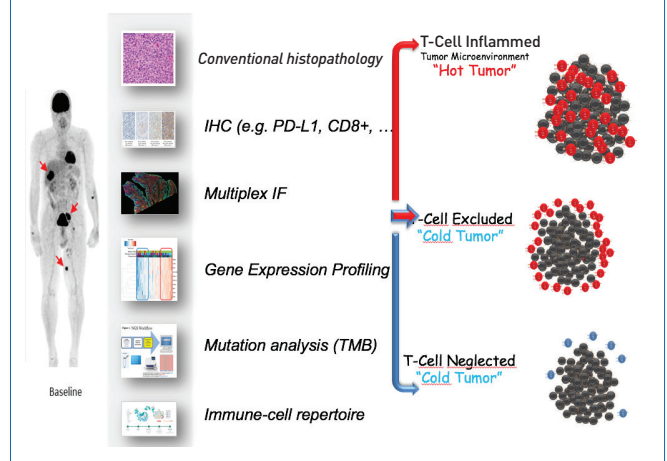 Conventional histopathology
IHC (e.g. PD-L1, CD8+, …
Multiplex IF
Gene Expression Profiling
Mutation analysis (TMB)
Immune-cell repertoire
Baseline
T-Cell Inflammed
Tumor Microenvironment
“Hot Tumor”
T-Cell Excluded
“Cold Tumor”
T-Cell Neglected
“Cold Tumor”